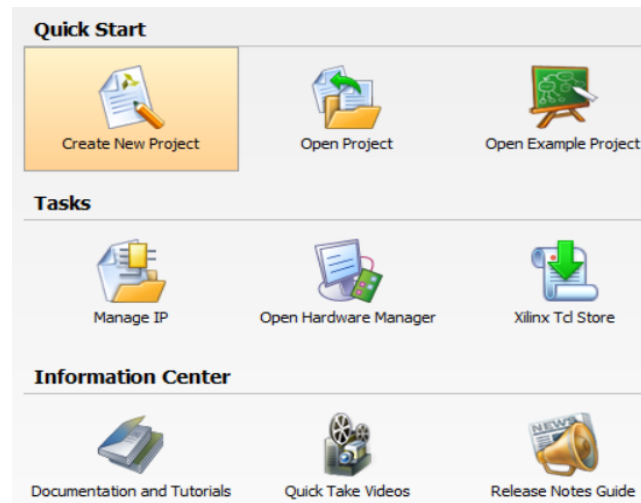 Quick Start
Create New Project
Open Project
Open Example Project
Tasks
Manage IP
Open Hardware Manager
Xilinx Tcl Store
Information Center
NEWS
Documentation and Tutorials
Quick Take Videos
Release Notes Guide